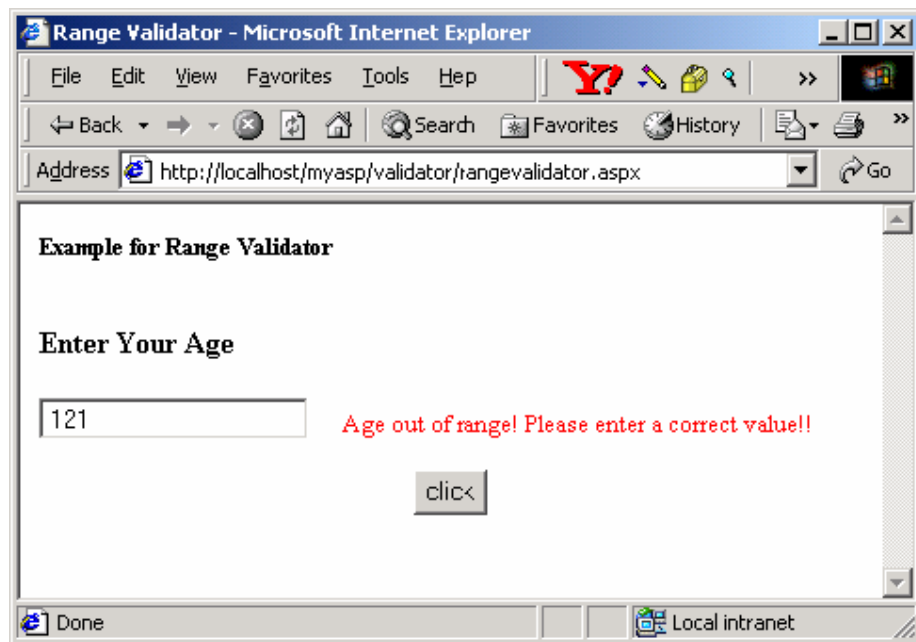 Range Validator - Microsoft Internet Explorer
File Edit View Favorites Tools Hep Y! »
Back Search Favorites History »
Address http://localhost/myasp/validator/rangevalidator.aspx Go
Example for Range Validator
Enter Your Age
121 Age out of range! Please enter a correct value!!
clic<
Done Local intranet